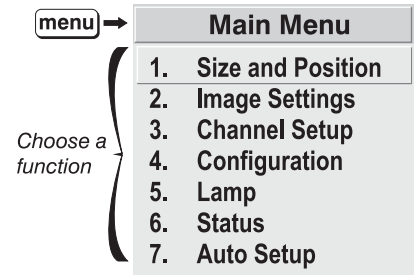 menu
Main Menu
1. Size and Position
2. Image Settings
3. Channel Setup
4. Configuration
5. Lamp
6. Status
7. Auto Setup
Choose a
function